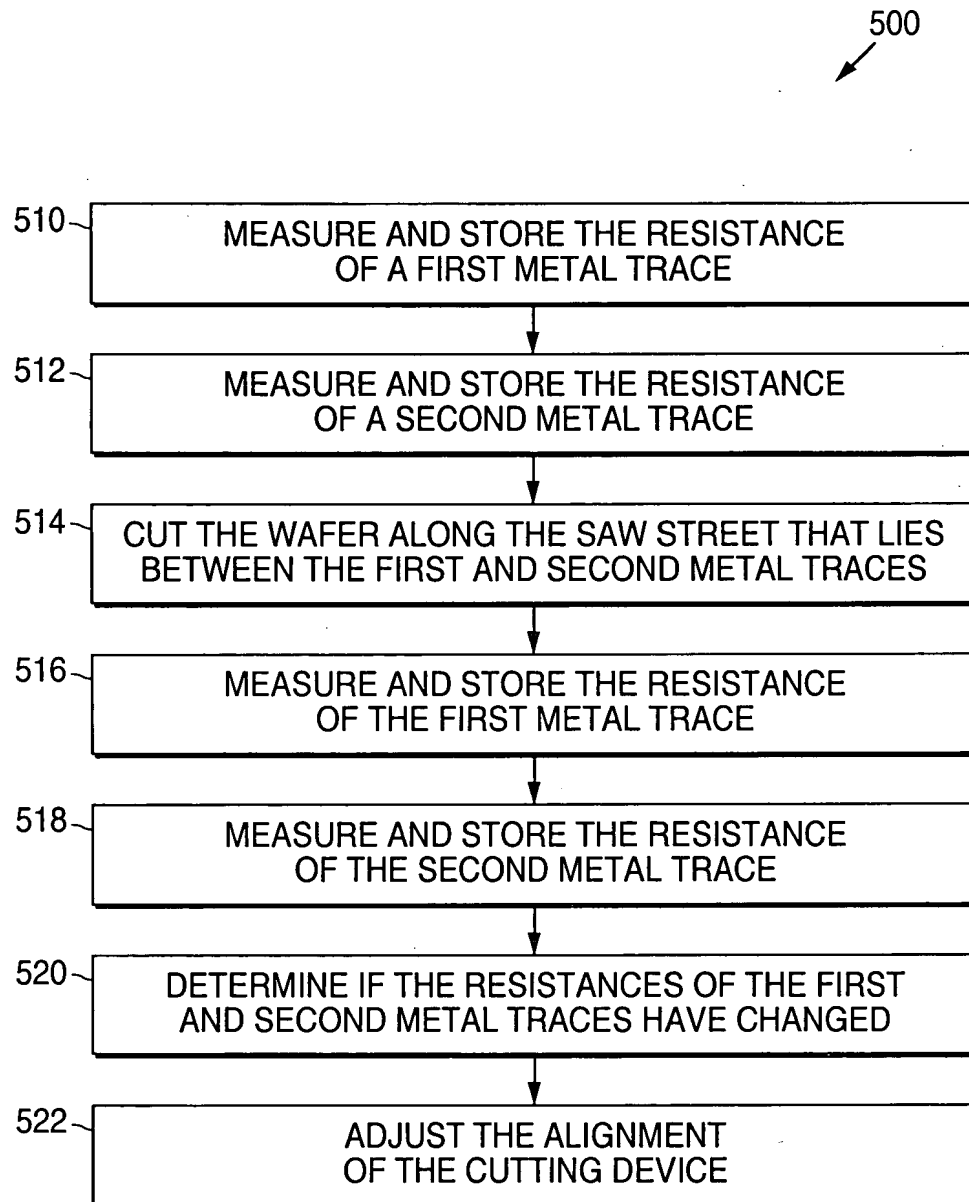 500
510
MEASURE AND STORE THE RESISTANCE
OF A FIRST METAL TRACE
512
MEASURE AND STORE THE RESISTANCE
OF A SECOND METAL TRACE
514
CUT THE WAFER ALONG THE SAW STREET THAT LIES
BETWEEN THE FIRST AND SECOND METAL TRACES
516
MEASURE AND STORE THE RESISTANCE
OF THE FIRST METAL TRACE
518
MEASURE AND STORE THE RESISTANCE
OF THE SECOND METAL TRACE
520
DETERMINE IF THE RESISTANCES OF THE FIRST
AND SECOND METAL TRACES HAVE CHANGED
522
ADJUST THE ALIGNMENT
OF THE CUTTING DEVICE